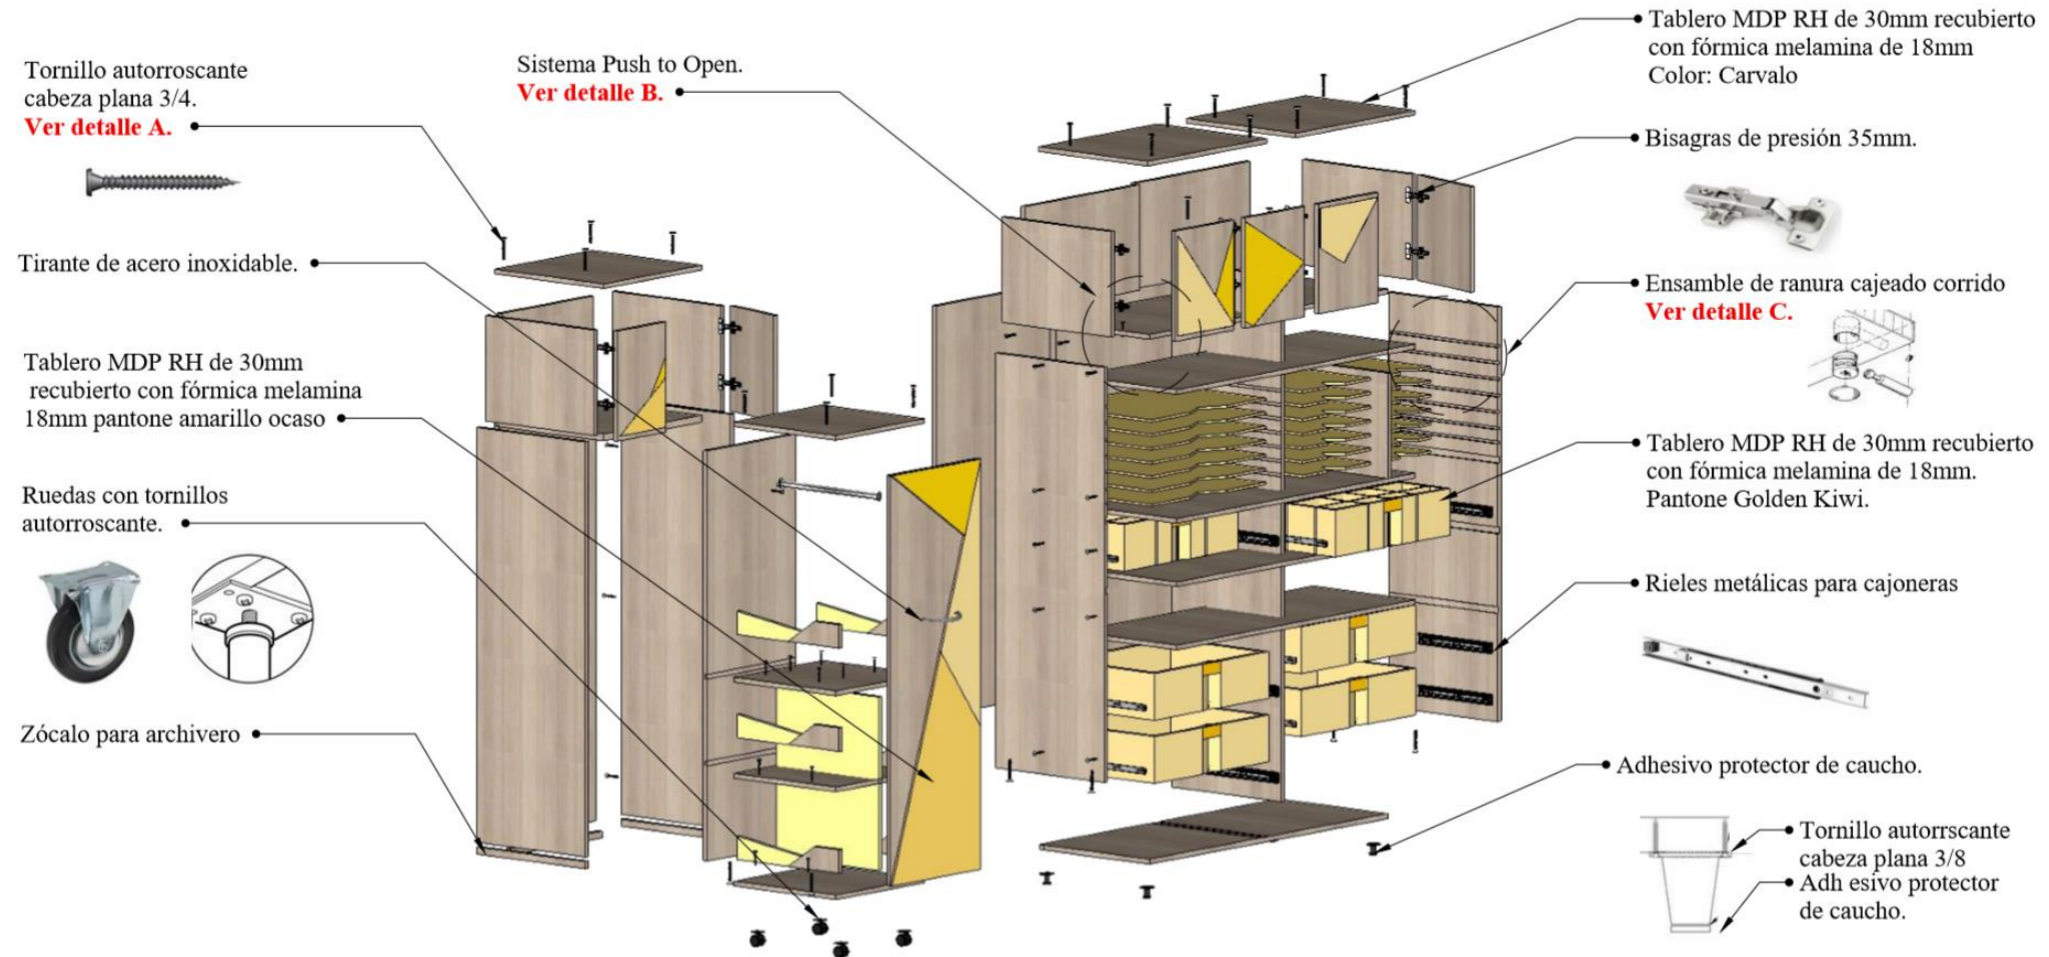 Tornillo autorroscante
cabeza plana 3/4.
Ver detalle A.
Tirante de acero inoxidable.
Tablero MDP RH de 30mm
recubierto con fórmica melamina
18mm pantone amarillo ocaso
Ruedas con tornillos
autorroscante.
Zócalo para archivero
Sistema Push to Open.
Ver detalle B.
Tablero MDP RH de 30mm recubierto
con fórmica melamina de 18mm
Color: Carvalo
Bisagras de presión 35mm.
Ensamble de ranura cajeado corrido
Ver detalle C.
Tablero MDP RH de 30mm recubierto
con fórmica melamina de 18mm.
Pantone Golden Kiwi.
Rieles metálicas para cajoneras
Adhesivo protector de caucho.
Tornillo autorrscante
cabeza plana 3/8
Adh esivo protector
de caucho.